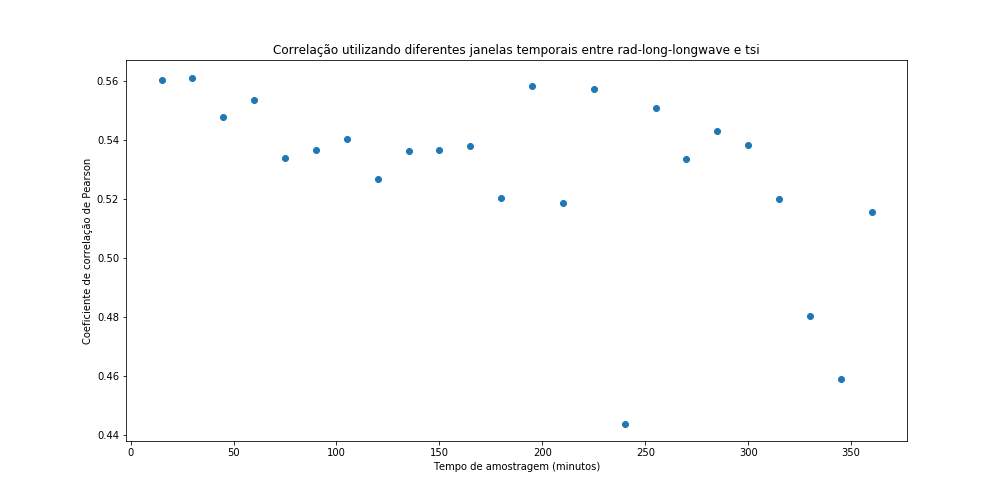 Correlação utilizando diferentes janelas temporais entre rad-long-longwave e tsi
0.56
0.54
0.52
0.50
0.48
0.46
0.44
Coeficiente de correlação de Pearson
0 50 100 150 200 250 300 350
Tempo de amostragem (minutos)